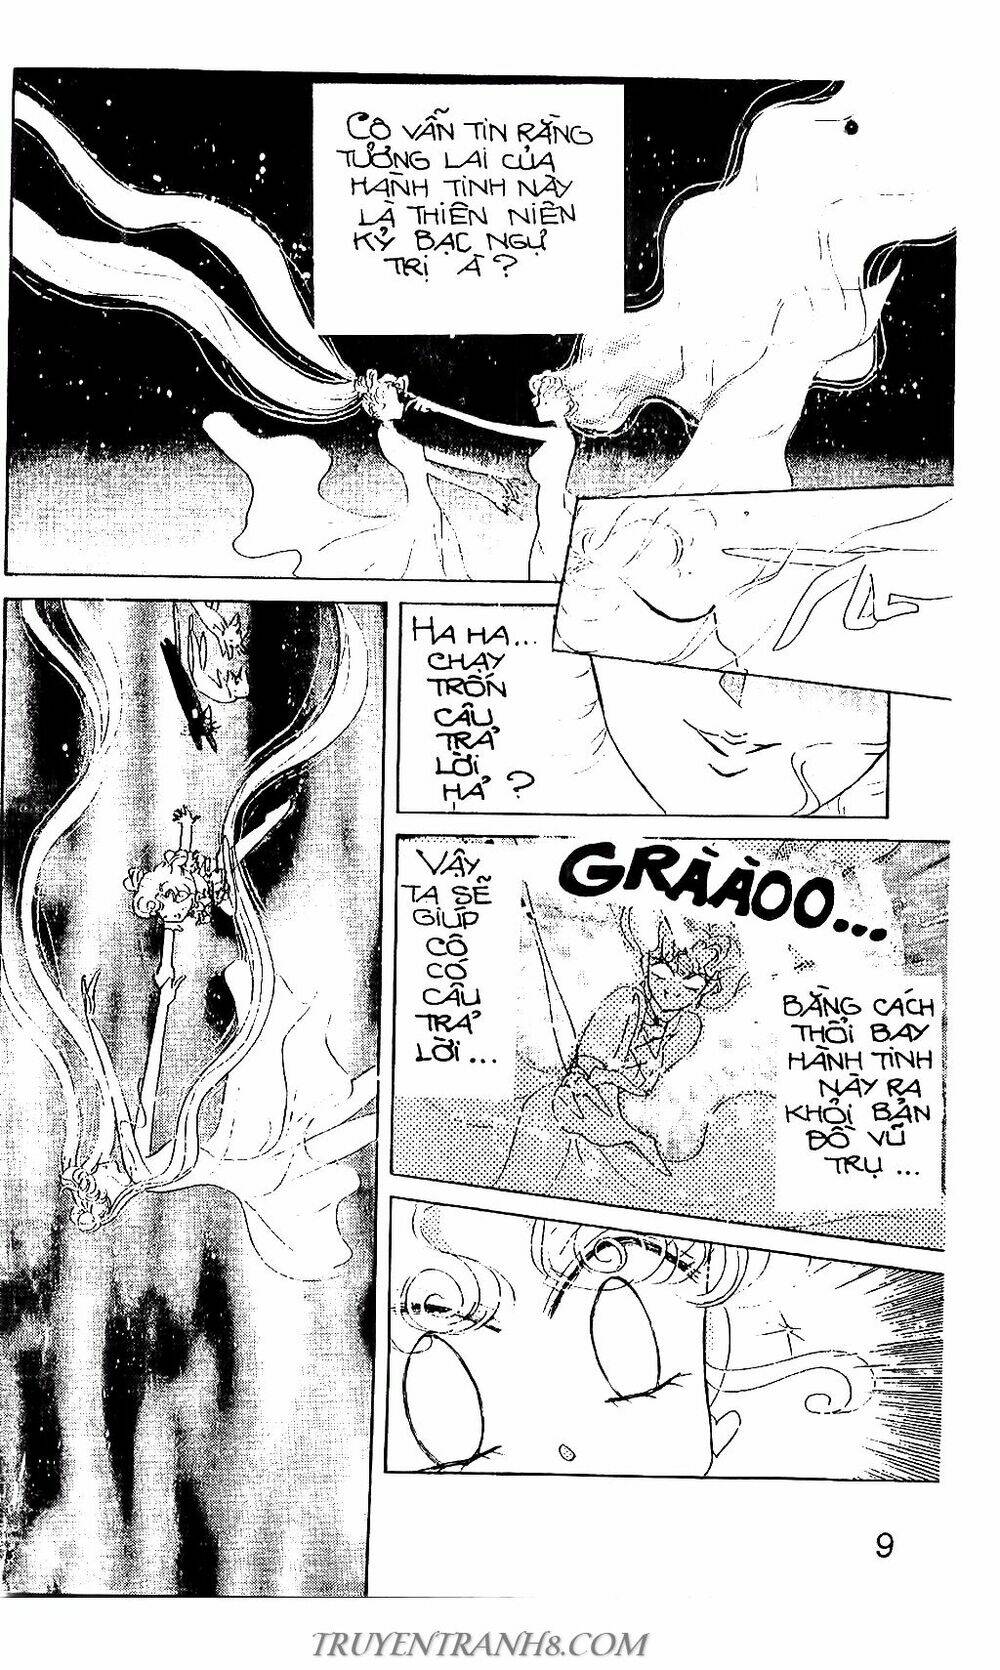 CÔ VẪN TIN RẰNG
TƯƠNG LAI CỦA
HÀNH TINH NÀY
LÀ THIÊN NIÊN
KỶ BẠC NGỰ
TRỊ À?
HA HA...
CHẠY
TRỐN
CÂU
TRẢ
LỜI
HẢ?
VẬY
TA SẼ
GIÚP
CÔ
CÓ
CÂU
TRẢ
LỜI...
GRÀÀOO...
BẰNG CÁCH
THỔI BAY
HÀNH TINH
NÀY RA
KHỎI BẢN
ĐỒ VŨ
TRỤ...
9
TRUYENTRANH8.COM